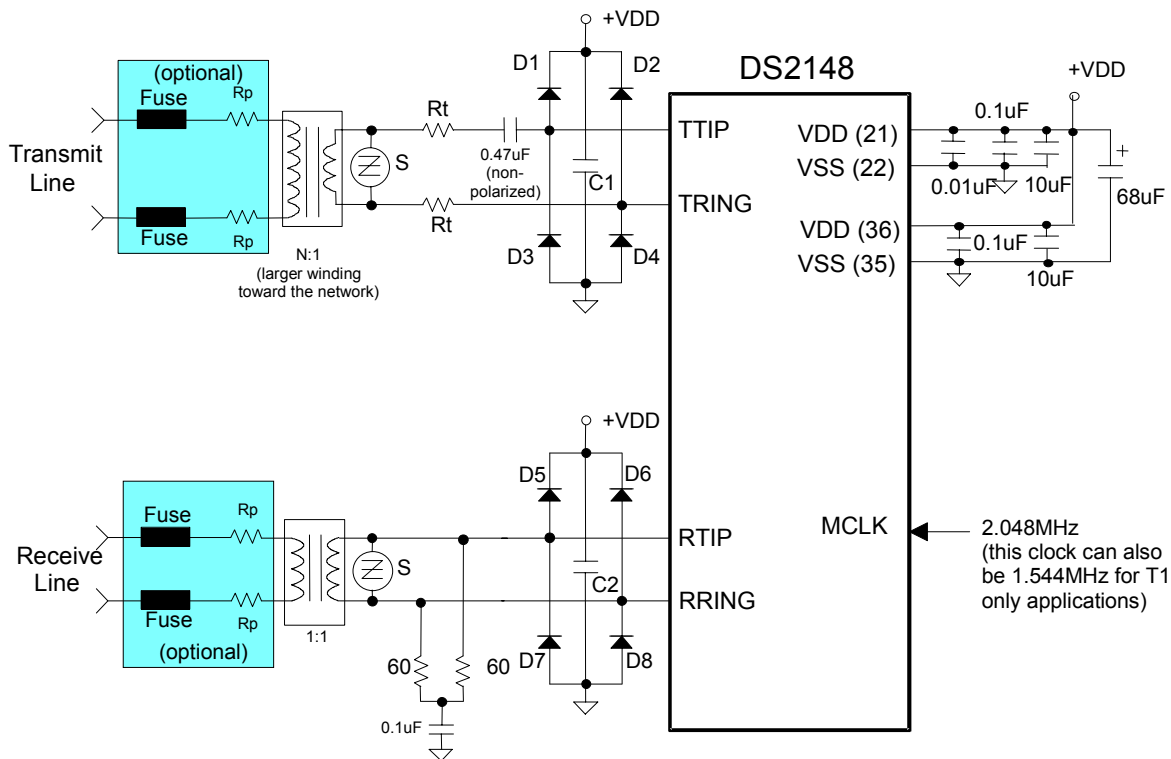 +VDD
(optional)
Fuse
Rp
D1
D2
DS2148
+VDD
Rt
Transmit
Line
S
0.47uF
(non-
polarized)
C1
TTIP
VDD (21)
0.1uF
+
VSS (22)
0.01uF
10uF
68uF
TRING
Fuse
Rp
Rt
D3
D4
VDD (36)
0.1uF
VSS (35)
10uF
N:1
(larger winding
toward the network)
+VDD
D5
D6
Fuse
Rp
Receive
Line
S
C2
RTIP
RRING
MCLK
2.048MHz
(this clock can also
be 1.544MHz for T1
only applications)
Fuse
Rp
(optional)
1:1
60
60
D7
D8
0.1uF